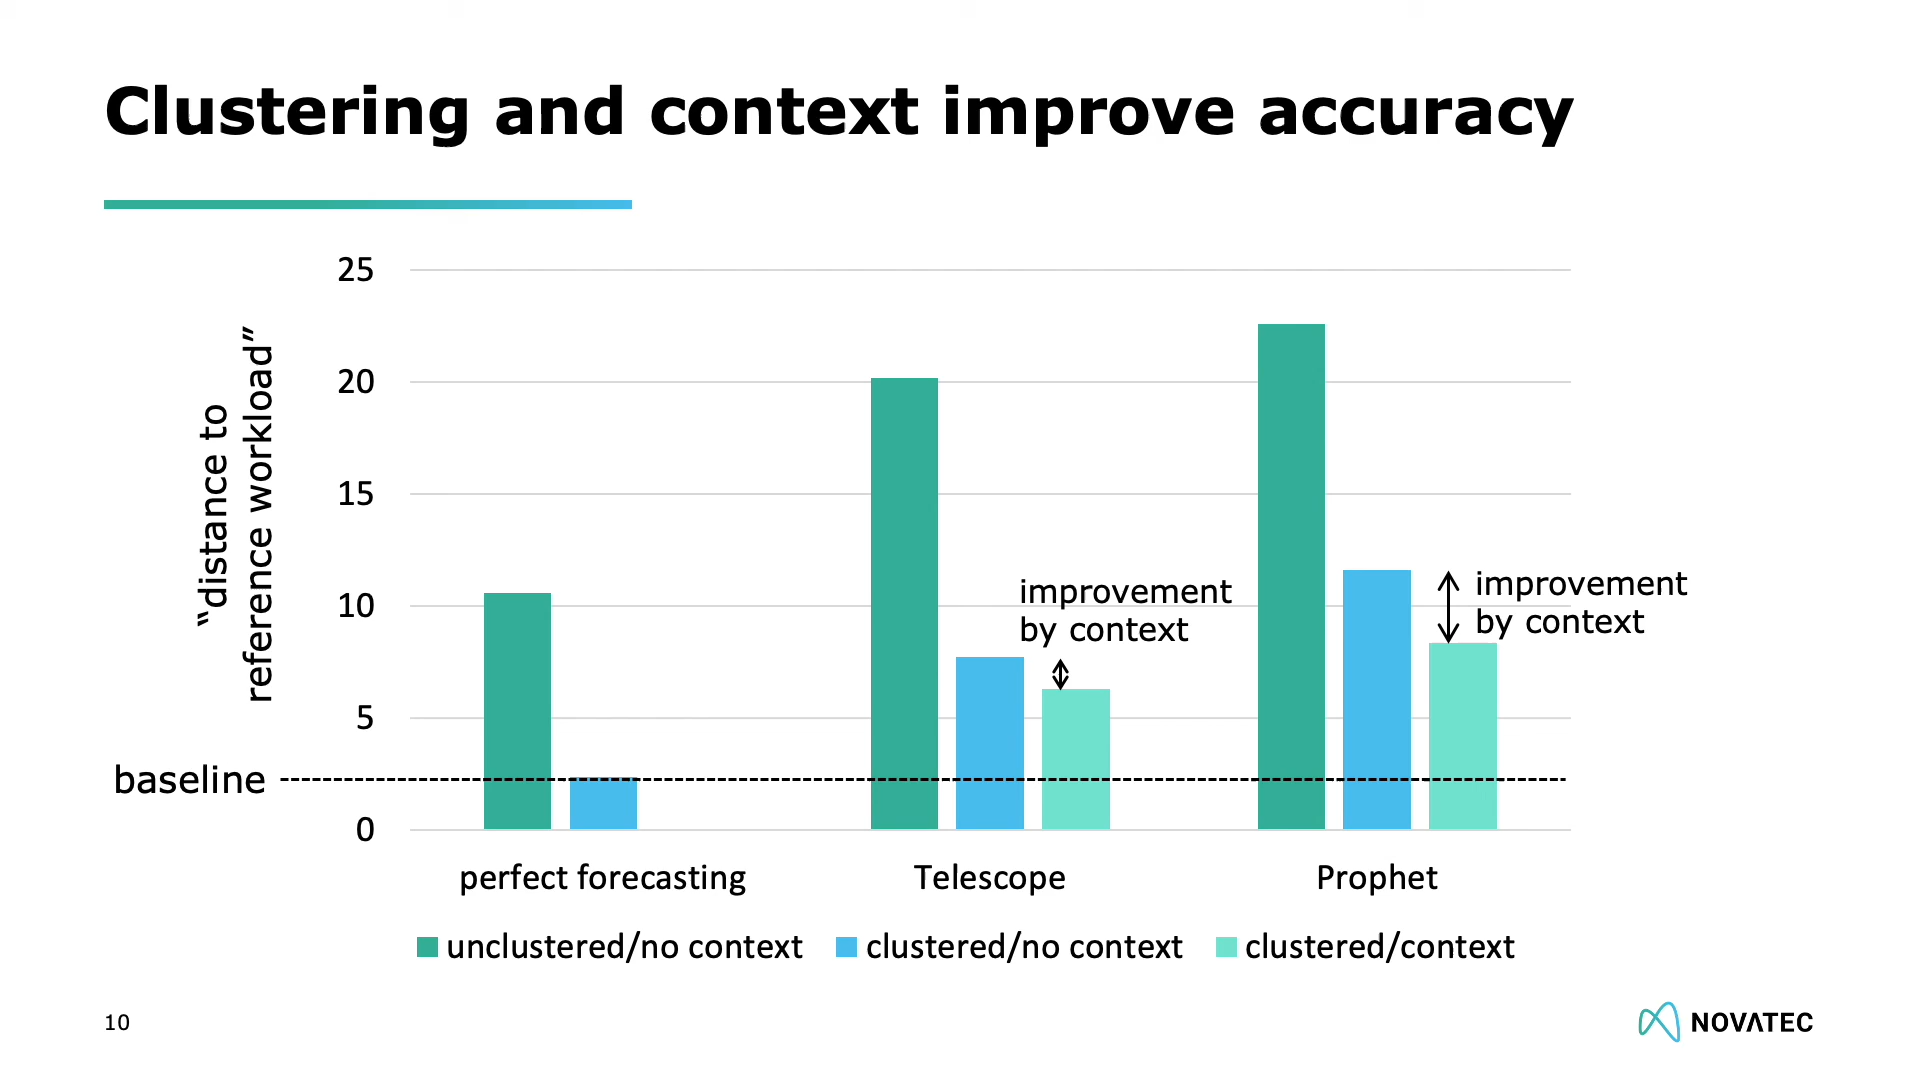 Clustering and context improve accuracy
25
20
15
10
5
0
“distance to
reference workload”
baseline
improvement
by context
improvement
by context
perfect forecasting
Telescope
Prophet
unclustered/no context
clustered/no context
clustered/context
10
NOVATEC